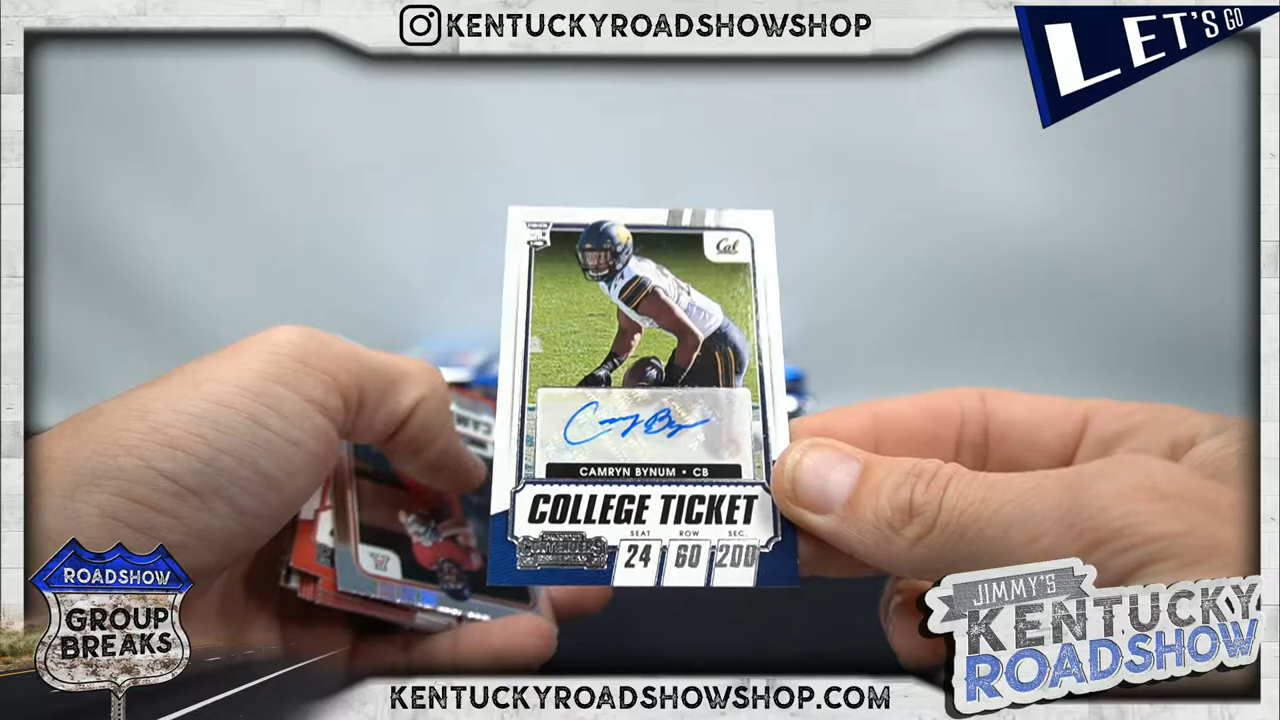 KENTUCKYROADSHOWSHOP
LET'S GO
Cal
CAMRYN BYNUM • CB
COLLEGE TICKET
SEAT ROW SEC.
24 60 200
CONTENDERS
ROADSHOW
GROUP
BREAKS
JIMMY'S
KENTUCKY
ROADSHOW
KENTUCKYROADSHOWSHOP.COM